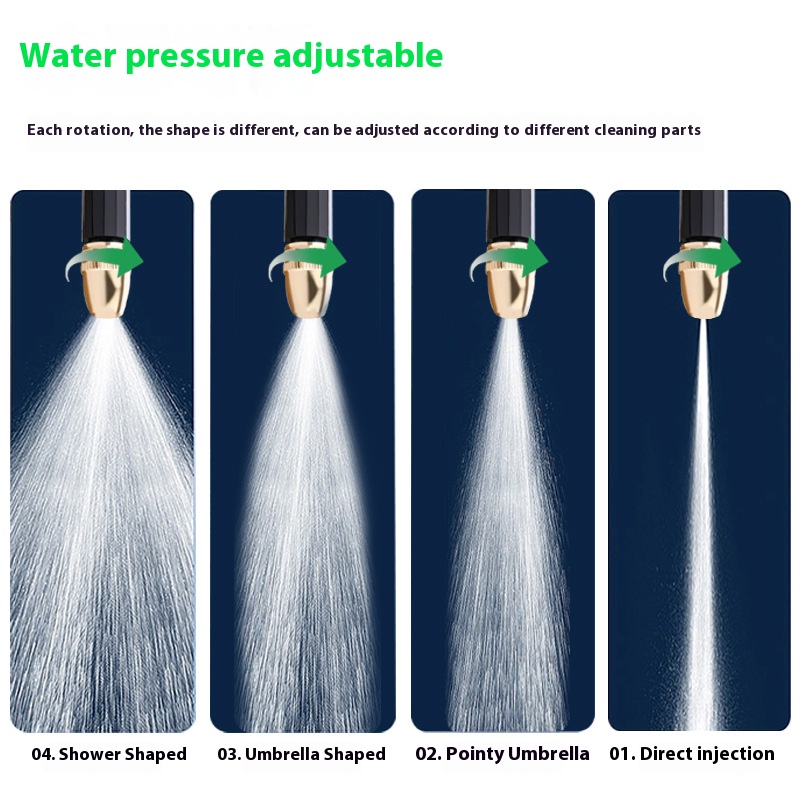 Water pressure adjustable
Each rotation, the shape is different, can be adjusted according to different cleaning parts
04. Shower Shaped
03. Umbrella Shaped
02. Pointy Umbrella
01. Direct injection